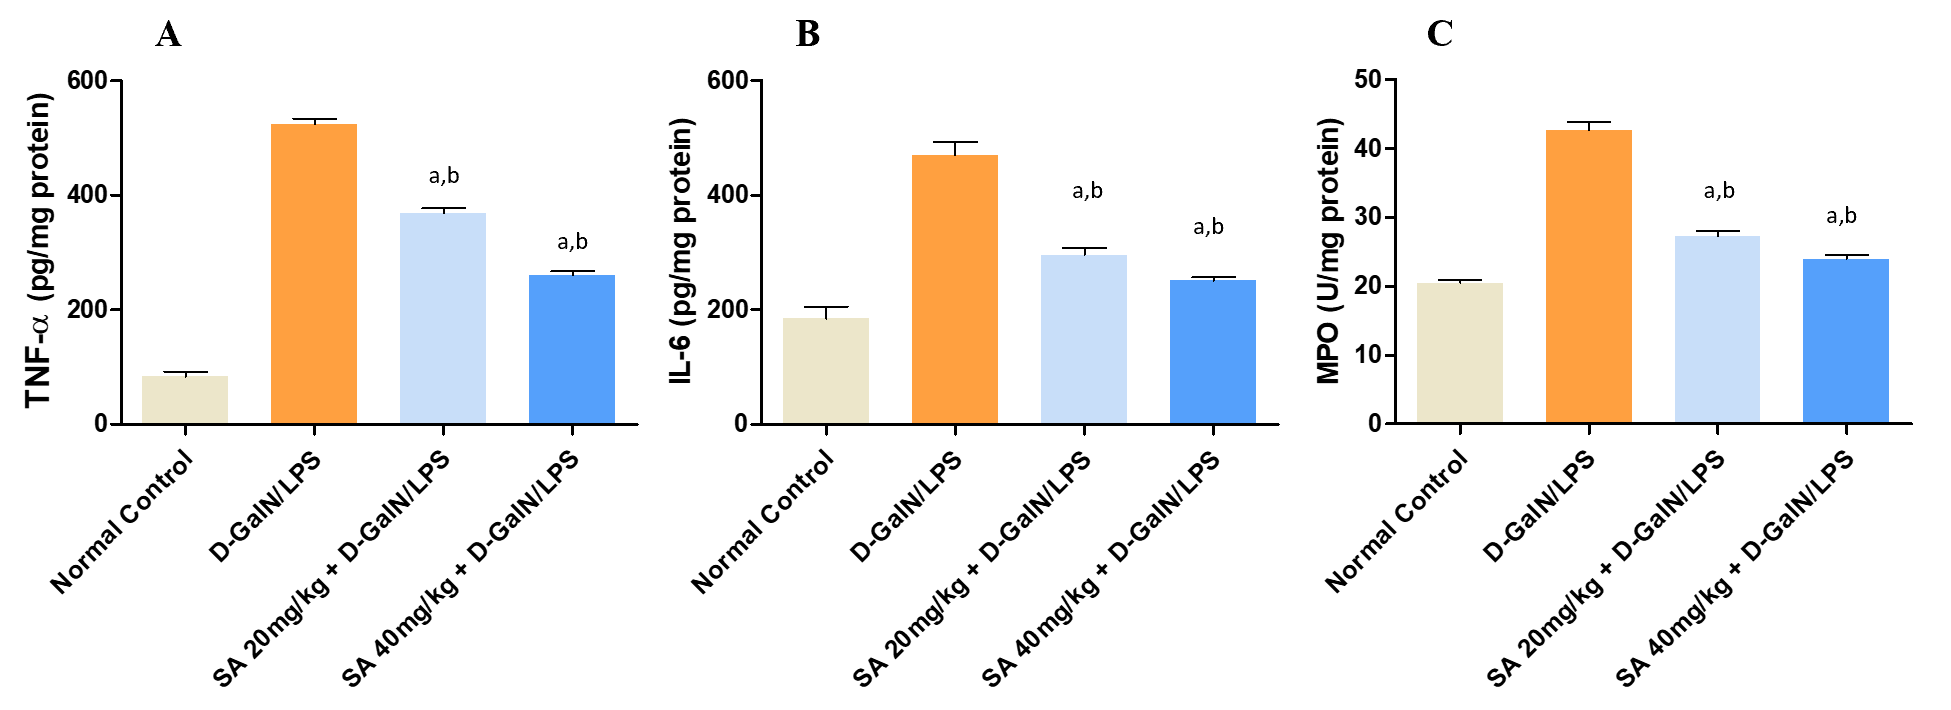 A
TNF-α (pg/mg protein)
600
400
200
0
a,b
a,b
Normal Control
D-GalN/LPS
SA 20mg/kg + D-GalN/LPS
SA 40mg/kg + D-GalN/LPS
B
IL-6 (pg/mg protein)
600
400
200
0
a,b
a,b
Normal Control
D-GalN/LPS
SA 20mg/kg + D-GalN/LPS
SA 40mg/kg + D-GalN/LPS
C
MPO (U/mg protein)
50
40
30
20
10
0
a,b
a,b
Normal Control
D-GalN/LPS
SA 20mg/kg + D-GalN/LPS
SA 40mg/kg + D-GalN/LPS